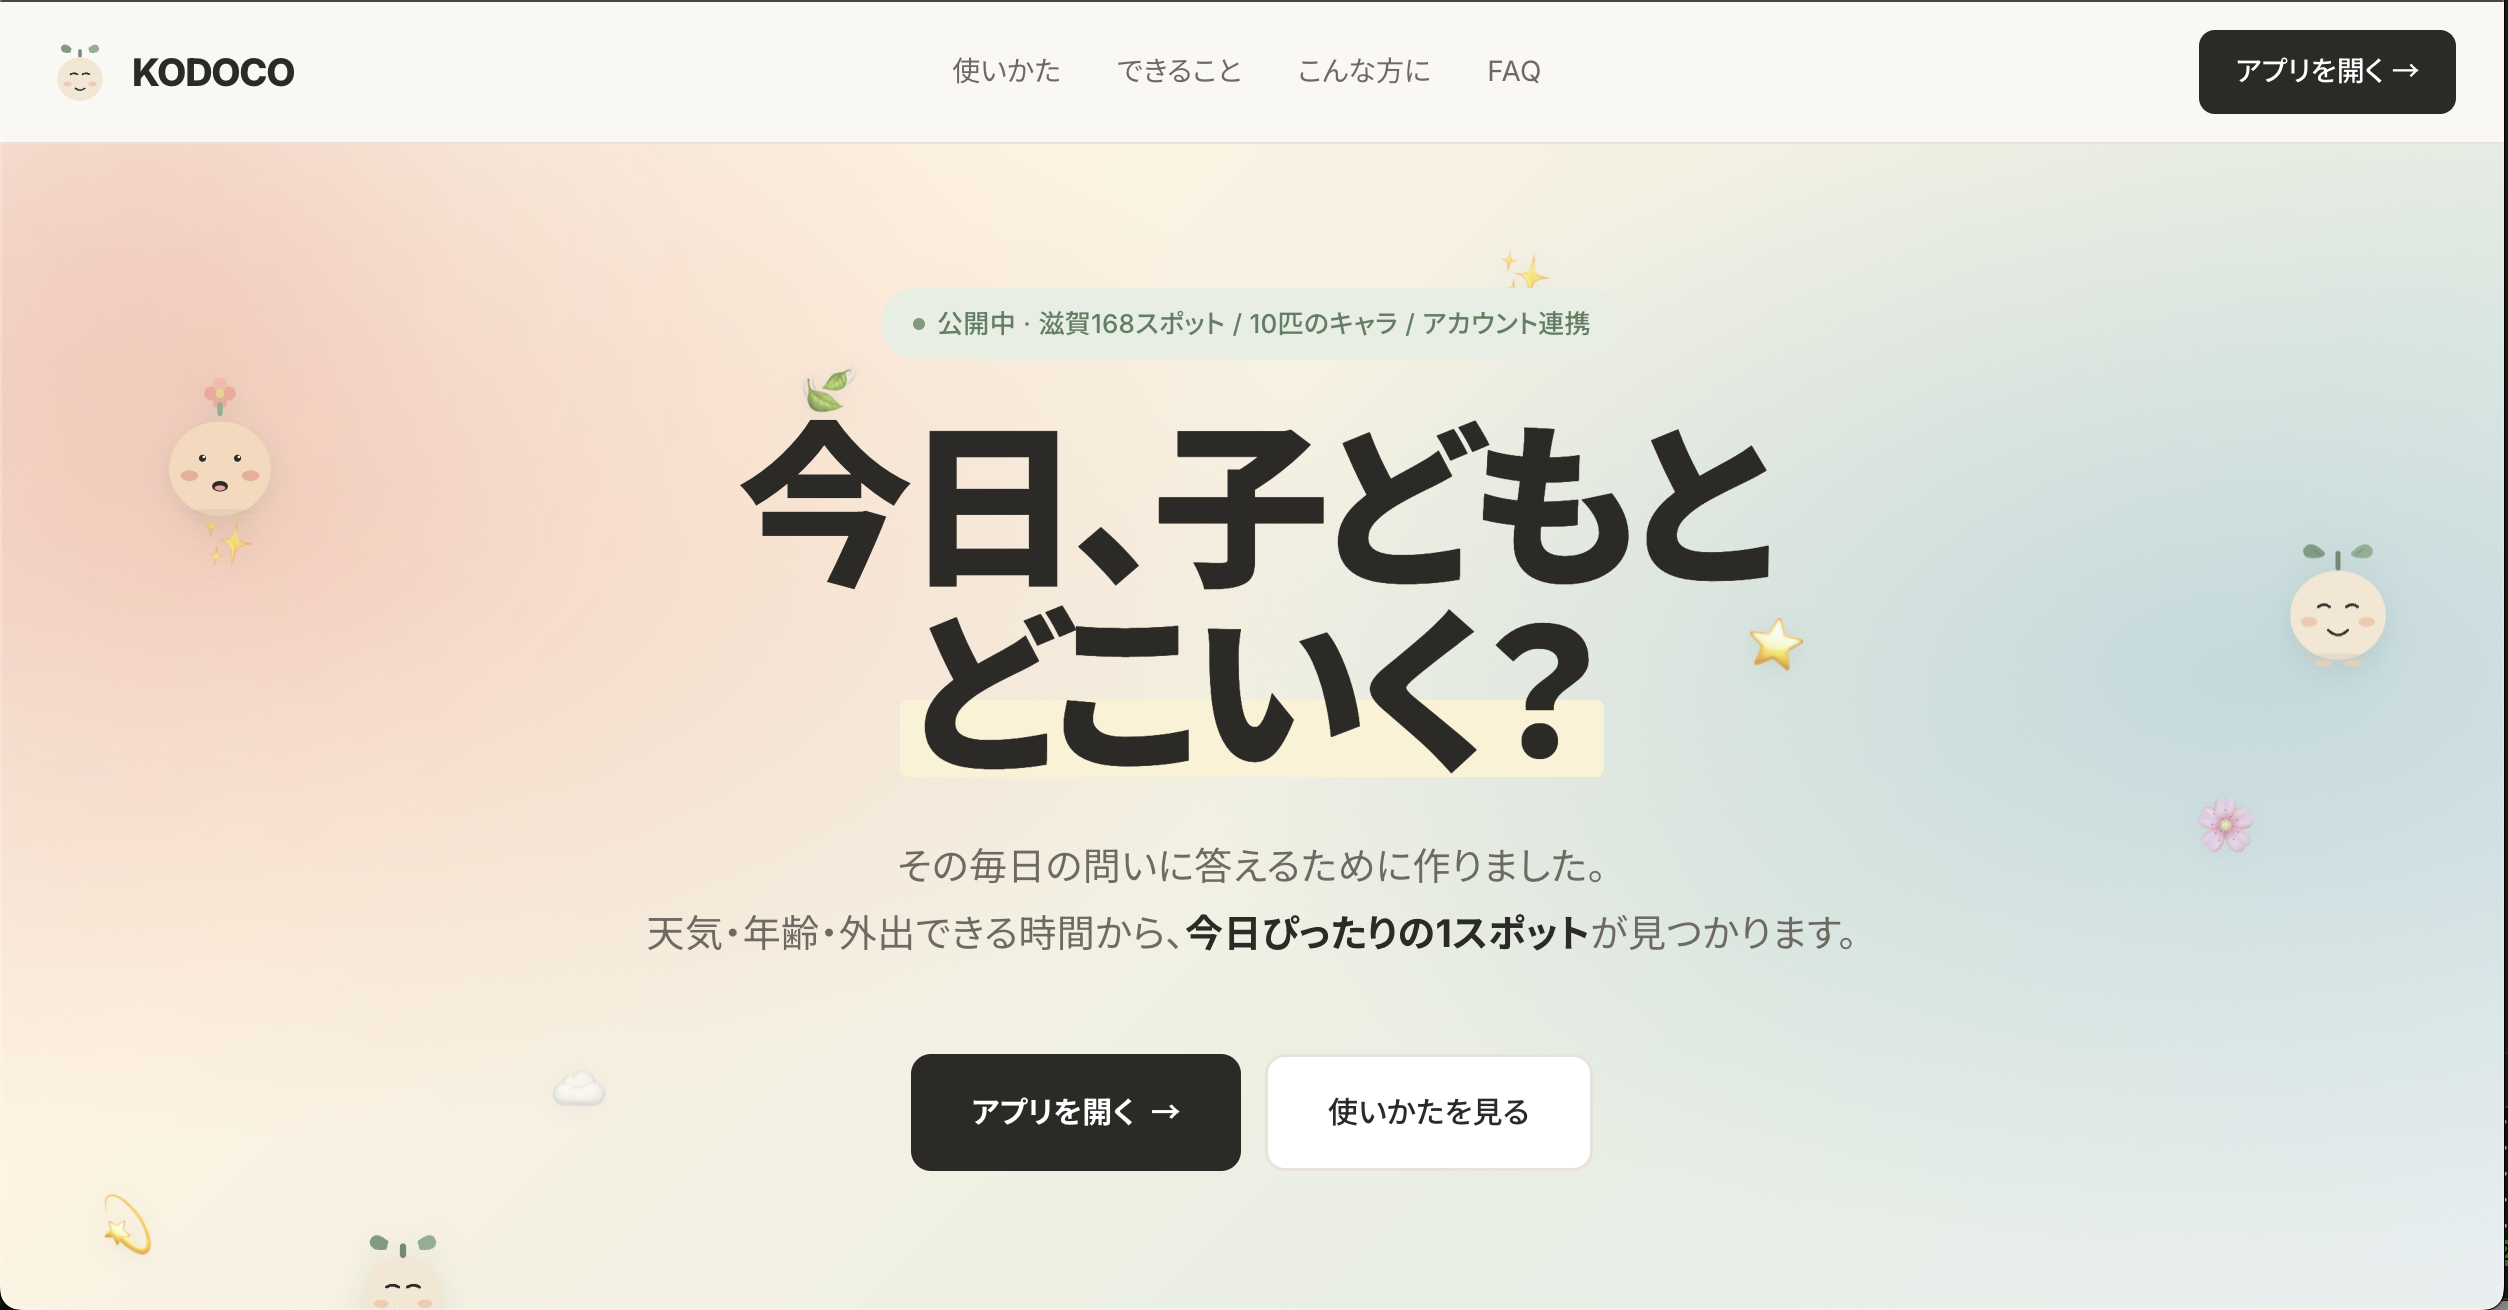 KODOCO
使いかた
できること
こんな方に
FAQ
アプリを開く →
公開中 · 滋賀168スポット / 10匹のキャラ / アカウント連携
今日、子どもと
どこいく?
その毎日の問いに答えるために作りました。
天気・年齢・外出できる時間から、今日ぴったりの1スポットが見つかります。
アプリを開く →
使いかたを見る